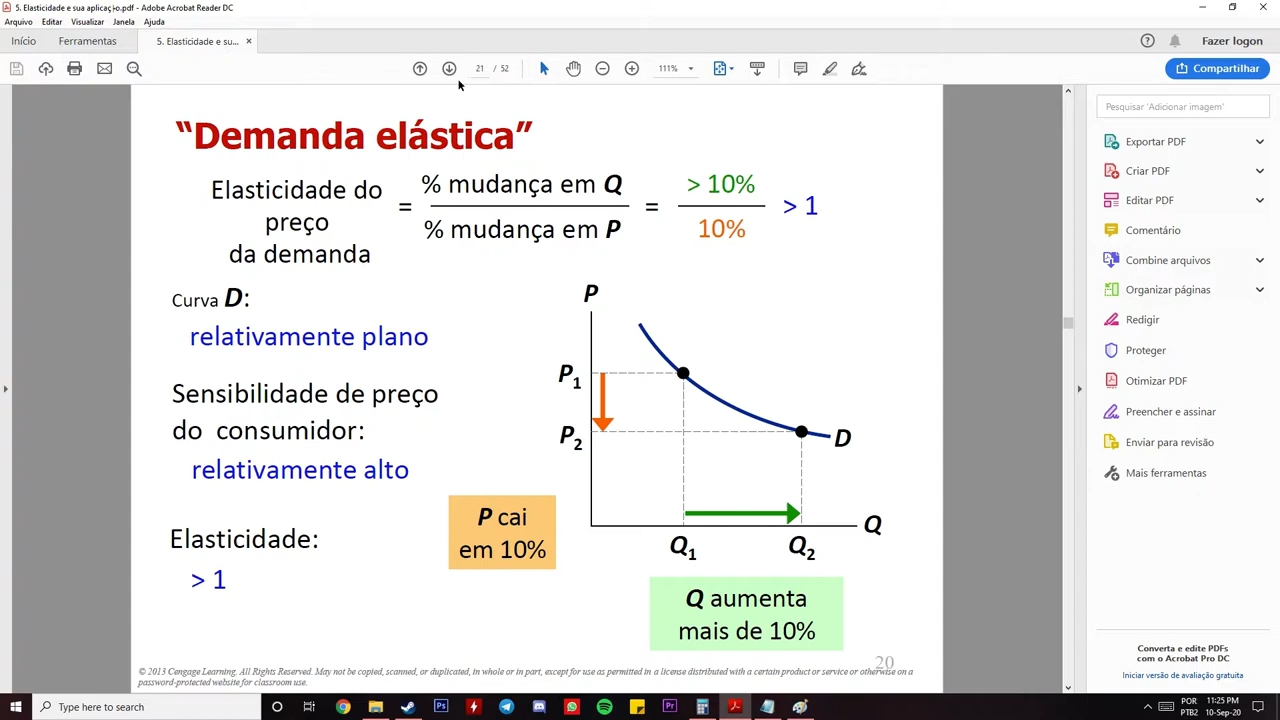 5. Elasticidade e sua aplicação.pdf - Adobe Acrobat Reader DC
Arquivo Editar Visualizar Janela Ajuda
Início Ferramentas 5. Elasticidade e su... × Fazer logon
21 / 52 111% Compartilhar
"Demanda elástica"
Elasticidade do
preço
da demanda
=
% mudança em Q
% mudança em P
=
> 10%
10%
> 1
Curva D:
relativamente plano
Sensibilidade de preço
do consumidor:
relativamente alto
Elasticidade:
> 1
P cai
em 10%
P
P1
P2
D
Q
Q1 Q2
Q aumenta
mais de 10%
20
© 2013 Cengage Learning. All Rights Reserved. May not be copied, scanned, or duplicated, in whole or in part, except for use as permitted in a license distributed with a certain product or service or otherwise on a
password-protected website for classroom use.
Pesquisar 'Adicionar imagem'
Exportar PDF
Criar PDF
Editar PDF
Comentário
Combine arquivos
Organizar páginas
Redigir
Proteger
Otimizar PDF
Preencher e assinar
Enviar para revisão
Mais ferramentas
Converta e edite PDFs
com o Acrobat Pro DC
Iniciar versão de avaliação gratuita
Type here to search
POR
PTB2
11:25 PM
10-Sep-20